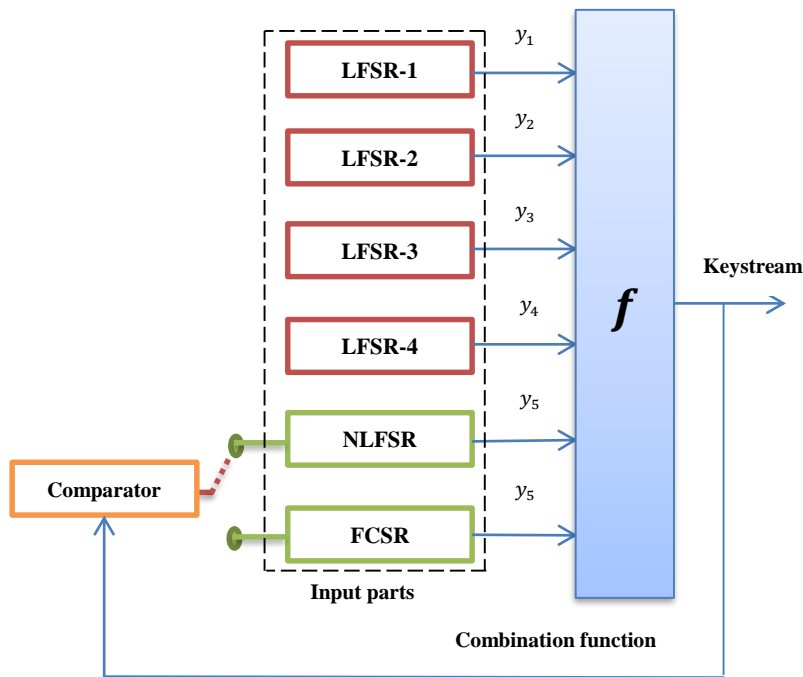 y₁
LFSR-1
y₂
LFSR-2
y₃
LFSR-3
Keystream
f
y₄
LFSR-4
y₅
NLFSR
Comparator
y₅
FCSR
Input parts
Combination function